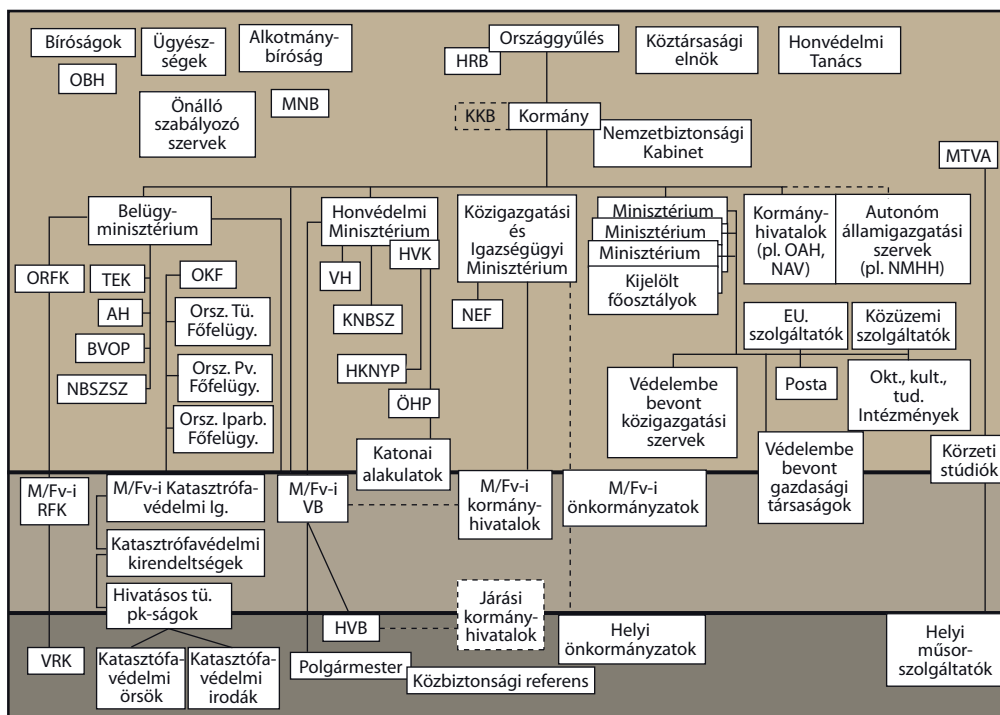 Bíróságok
OBH
Ügyész-
ségek
Alkotmány-
bíróság
Önálló
szabályozó
szervek
MNB
Országgyűlés
HRB
Köztársasági
elnök
Honvédelmi
Tanács
KKB
Kormány
Nemzetbiztonsági
Kabinet
MTVA
Belügy-
minisztérium
Honvédelmi
Minisztérium
HVK
Közigazgatási
és
Igazségügyi
Minisztérium
Minisztérium
Minisztérium
Minisztérium
Kijelölt
főosztályok
Kormány-
hivatalok
(pl. OAH,
NAV)
Autonóm
államigazgatási
szervek
(pl. NMHH)
ORFK
TEK
AH
BVOP
NBSZSZ
OKF
Orsz. Tü.
Főfelügy.
Orsz. Pv.
Főfelügy.
Orsz. Iparb.
Főfelügy.
VH
KNBSZ
HKNYP
ÖHP
NEF
Katonai
alakulatok
EU.
szolgáltatók
Közüzemi
szolgáltatók
Védelembe
bevont
közigazgatási
szervek
Posta
Okt., kult.,
tud.
Intézmények
Védelembe
bevont
gazdasági
társaságok
Körzeti
stúdiók
M/Fv-i
RFK
M/Fv-i Katasztrófa-
védelmi Ig.
Katasztrófavédelmi
kirendeltségek
Hivatásos tü.
pk-ságok
M/Fv-i
VB
M/Fv-i
kormány-
hivatalok
M/Fv-i
önkormányzatok
Járási
kormány-
hivatalok
VRK
Katasztófa-
védelmi
örsök
Katasztófa-
védelmi
irodák
HVB
Polgármester
Közbiztonsági referens
Helyi
önkormányzatok
Helyi
műsor-
szolgáltatók